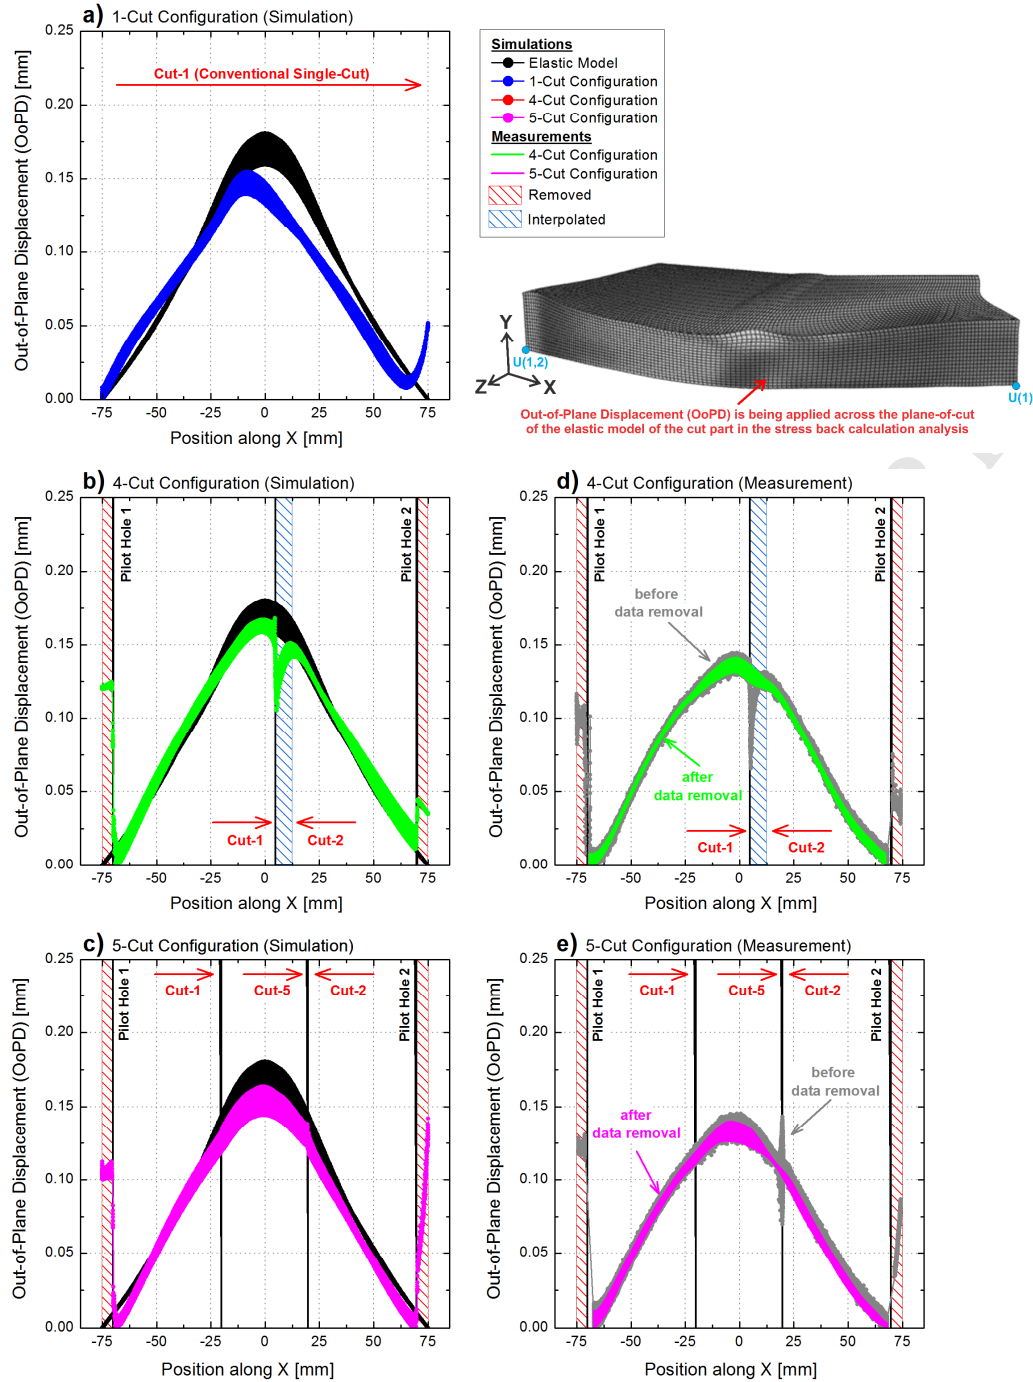 a) 1-Cut Configuration (Simulation)
Out-of-Plane Displacement (OoPD) [mm]
0.25
0.20
0.15
0.10
0.05
0.00
Cut-1 (Conventional Single-Cut)
-75 -50 -25 0 25 50 75
Position along X [mm]
Simulations
Elastic Model
1-Cut Configuration
4-Cut Configuration
5-Cut Configuration
Measurements
4-Cut Configuration
5-Cut Configuration
Removed
Interpolated
Y
Z
X
U(1,2)
U(1)
Out-of-Plane Displacement (OoPD) is being applied across the plane-of-cut
of the elastic model of the cut part in the stress back calculation analysis
b) 4-Cut Configuration (Simulation)
Out-of-Plane Displacement (OoPD) [mm]
0.25
0.20
0.15
0.10
0.05
0.00
Pilot Hole 1
Pilot Hole 2
Cut-1
Cut-2
-75 -50 -25 0 25 50 75
Position along X [mm]
d) 4-Cut Configuration (Measurement)
Out-of-Plane Displacement (OoPD) [mm]
0.25
0.20
0.15
0.10
0.05
0.00
Pilot Hole 1
Pilot Hole 2
before
data removal
after
data removal
Cut-1
Cut-2
-75 -50 -25 0 25 50 75
Position along X [mm]
c) 5-Cut Configuration (Simulation)
Out-of-Plane Displacement (OoPD) [mm]
0.25
0.20
0.15
0.10
0.05
0.00
Pilot Hole 1
Cut-1
Cut-5
Cut-2
Pilot Hole 2
-75 -50 -25 0 25 50 75
Position along X [mm]
e) 5-Cut Configuration (Measurement)
Out-of-Plane Displacement (OoPD) [mm]
0.25
0.20
0.15
0.10
0.05
0.00
Pilot Hole 1
Cut-1
Cut-5
Cut-2
Pilot Hole 2
before
data removal
after
data removal
-75 -50 -25 0 25 50 75
Position along X [mm]